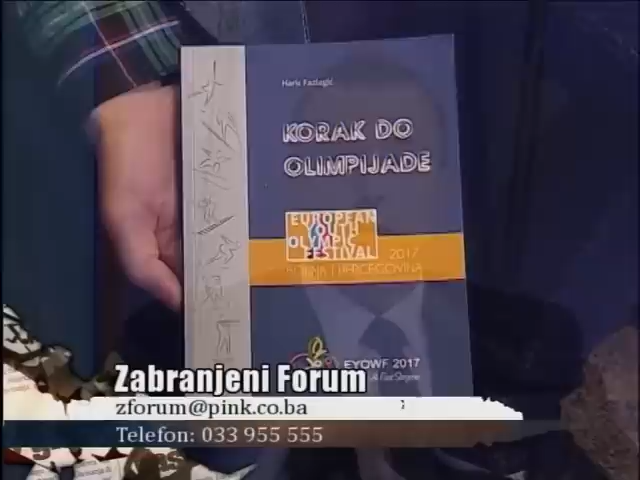 Haris Fazlagić
KORAK DO
OLIMPIJADE
EUROPEAN
YOUTH
OLYMPIC
FESTIVAL
2017
BOSNA I HERCEGOVINA
EYOWF 2017
Zabranjeni Forum
zforum@pink.co.ba
Telefon: 033 955 555